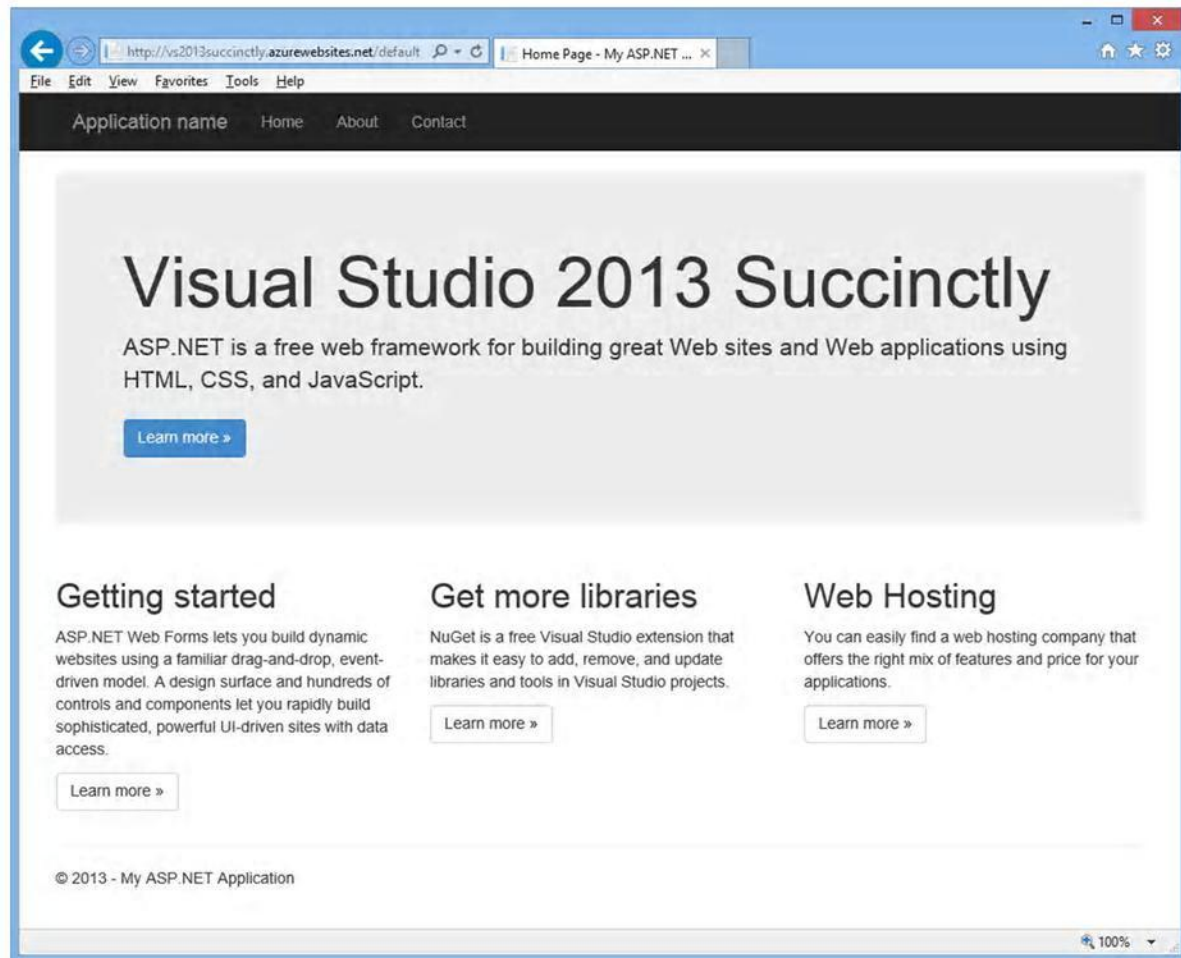 http://vs2013succinctly.azurewebsites.net/default
Home Page - My ASP.NET ...
File Edit View Favorites Tools Help
Application name Home About Contact
Visual Studio 2013 Succinctly
ASP.NET is a free web framework for building great Web sites and Web applications using
HTML, CSS, and JavaScript.
Learn more »
Getting started
ASP.NET Web Forms lets you build dynamic
websites using a familiar drag-and-drop, event-
driven model. A design surface and hundreds of
controls and components let you rapidly build
sophisticated, powerful UI-driven sites with data
access.
Learn more »
Get more libraries
NuGet is a free Visual Studio extension that
makes it easy to add, remove, and update
libraries and tools in Visual Studio projects.
Learn more »
Web Hosting
You can easily find a web hosting company that
offers the right mix of features and price for your
applications.
Learn more »
© 2013 - My ASP.NET Application
100%